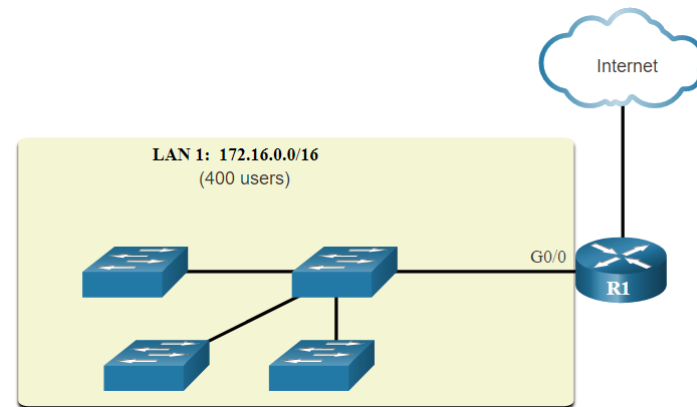 Internet
LAN 1: 172.16.0.0/16
(400 users)
G0/0
R1